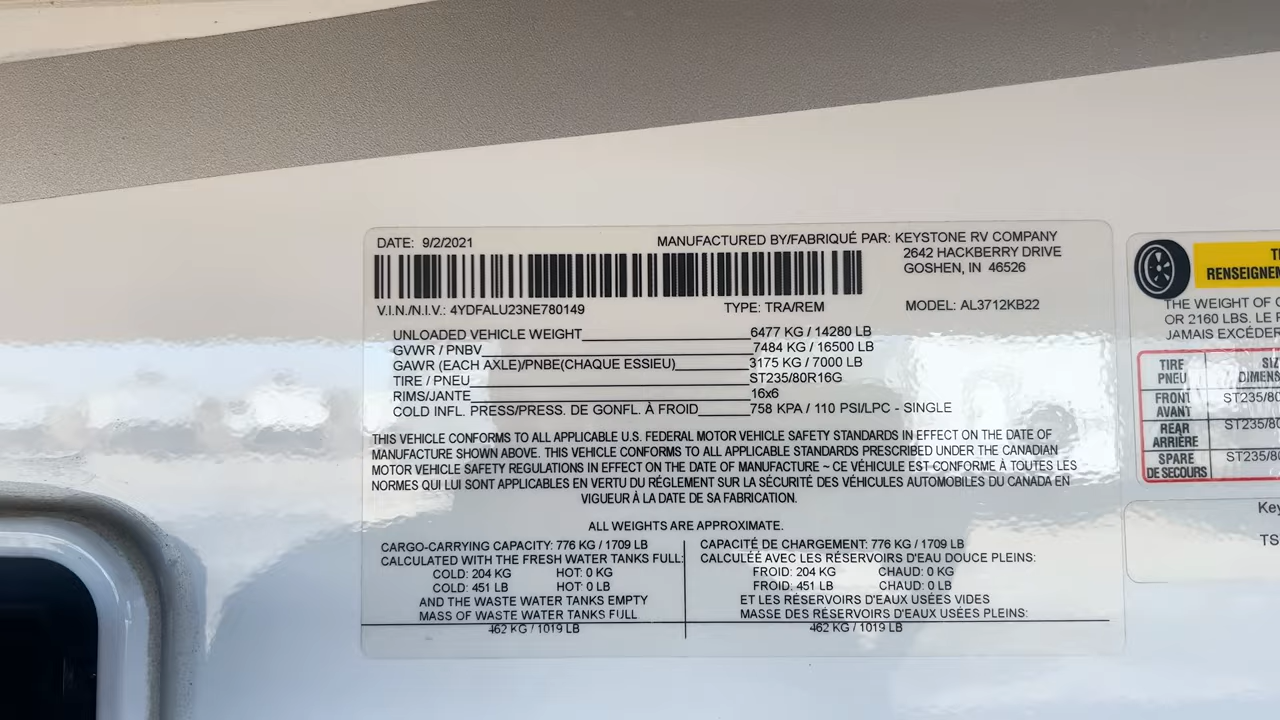 DATE: 9/2/2021
MANUFACTURED BY/FABRIQUÉ PAR: KEYSTONE RV COMPANY
2642 HACKBERRY DRIVE
GOSHEN, IN 46526
V.I.N./N.I.V.: 4YDFALU23NE780149
TYPE: TRA/REM
MODEL: AL3712KB22
UNLOADED VEHICLE WEIGHT 6477 KG / 14280 LB
GVWR / PNBV 7484 KG / 16500 LB
GAWR (EACH AXLE)/PNBE(CHAQUE ESSIEU) 3175 KG / 7000 LB
TIRE / PNEU ST235/80R16G
RIMS/JANTE 16x6
COLD INFL. PRESS/PRESS. DE GONFL. À FROID 758 KPA / 110 PSI/LPC - SINGLE
THIS VEHICLE CONFORMS TO ALL APPLICABLE U.S. FEDERAL MOTOR VEHICLE SAFETY STANDARDS IN EFFECT ON THE DATE OF
MANUFACTURE SHOWN ABOVE. THIS VEHICLE CONFORMS TO ALL APPLICABLE STANDARDS PRESCRIBED UNDER THE CANADIAN
MOTOR VEHICLE SAFETY REGULATIONS IN EFFECT ON THE DATE OF MANUFACTURE ~ CE VÉHICULE EST CONFORME À TOUTES LES
NORMES QUI LUI SONT APPLICABLES EN VERTU DU RÉGLEMENT SUR LA SÉCURITÉ DES VÉHICULES AUTOMOBILES DU CANADA EN
VIGUEUR À LA DATE DE SA FABRICATION.
ALL WEIGHTS ARE APPROXIMATE.
CARGO-CARRYING CAPACITY: 776 KG / 1709 LB
CALCULATED WITH THE FRESH WATER TANKS FULL:
COLD: 204 KG HOT: 0 KG
COLD: 451 LB HOT: 0 LB
AND THE WASTE WATER TANKS EMPTY
MASS OF WASTE WATER TANKS FULL
462 KG / 1019 LB
CAPACITÉ DE CHARGEMENT: 776 KG / 1709 LB
CALCULÉE AVEC LES RÉSERVOIRS D'EAU DOUCE PLEINS:
FROID: 204 KG CHAUD: 0 KG
FROID: 451 LB CHAUD: 0 LB
ET LES RÉSERVOIRS D'EAUX USÉES VIDES
MASSE DES RÉSERVOIRS D'EAUX USÉES PLEINS:
462 KG / 1019 LB
THE WEIGHT OF
OR 2160 LBS. LE
JAMAIS EXCÉDER
TIRE
PNEU
FRONT
AVANT
ST235/80
REAR
ARRIÈRE
ST235/80
SPARE
DE SECOURS
ST235/80